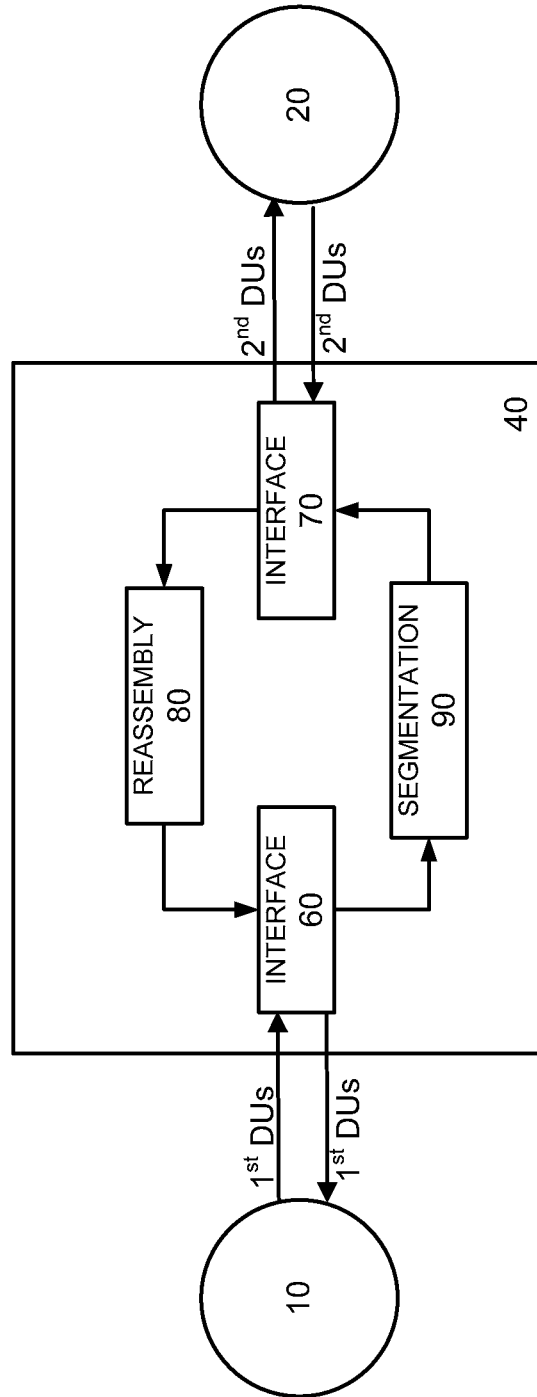 10
1st DUs
1st DUs
INTERFACE
60
REASSEMBLY
80
SEGMENTATION
90
INTERFACE
70
40
2nd DUs
2nd DUs
20